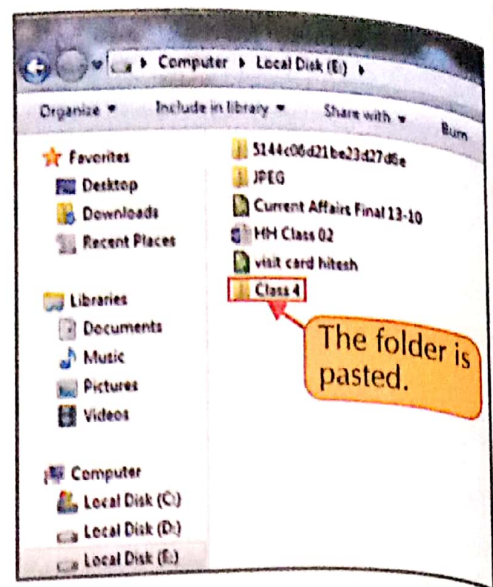 Computer ▸ Local Disk (E:) ▸
Organize ▾ Include in library ▾ Share with ▾ Burn
Favorites
Desktop
Downloads
Recent Places
Libraries
Documents
Music
Pictures
Videos
Computer
Local Disk (C:)
Local Disk (D:)
Local Disk (E:)
5144c06d21be23d27d6e
JPEG
Current Affairs Final 13-10
HH Class 02
visit card hitesh
Class 4
The folder is
pasted.